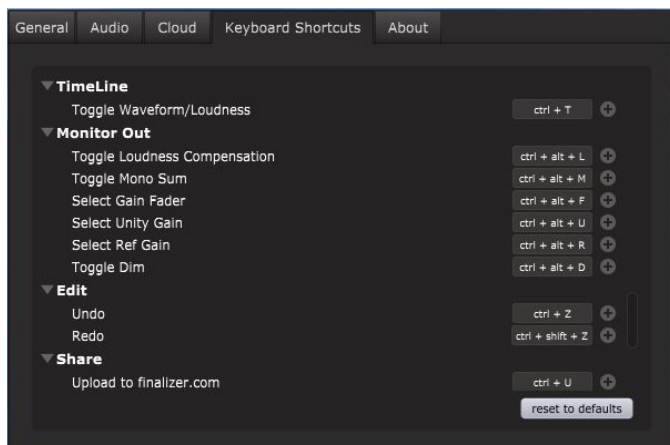 General Audio Cloud Keyboard Shortcuts About
TimeLine
Toggle Waveform/Loudness ctrl + T
Monitor Out
Toggle Loudness Compensation ctrl + alt + L
Toggle Mono Sum ctrl + alt + M
Select Gain Fader ctrl + alt + F
Select Unity Gain ctrl + alt + U
Select Ref Gain ctrl + alt + R
Toggle Dim ctrl + alt + D
Edit
Undo ctrl + Z
Redo ctrl + shift + Z
Share
Upload to finalizer.com ctrl + U
reset to defaults